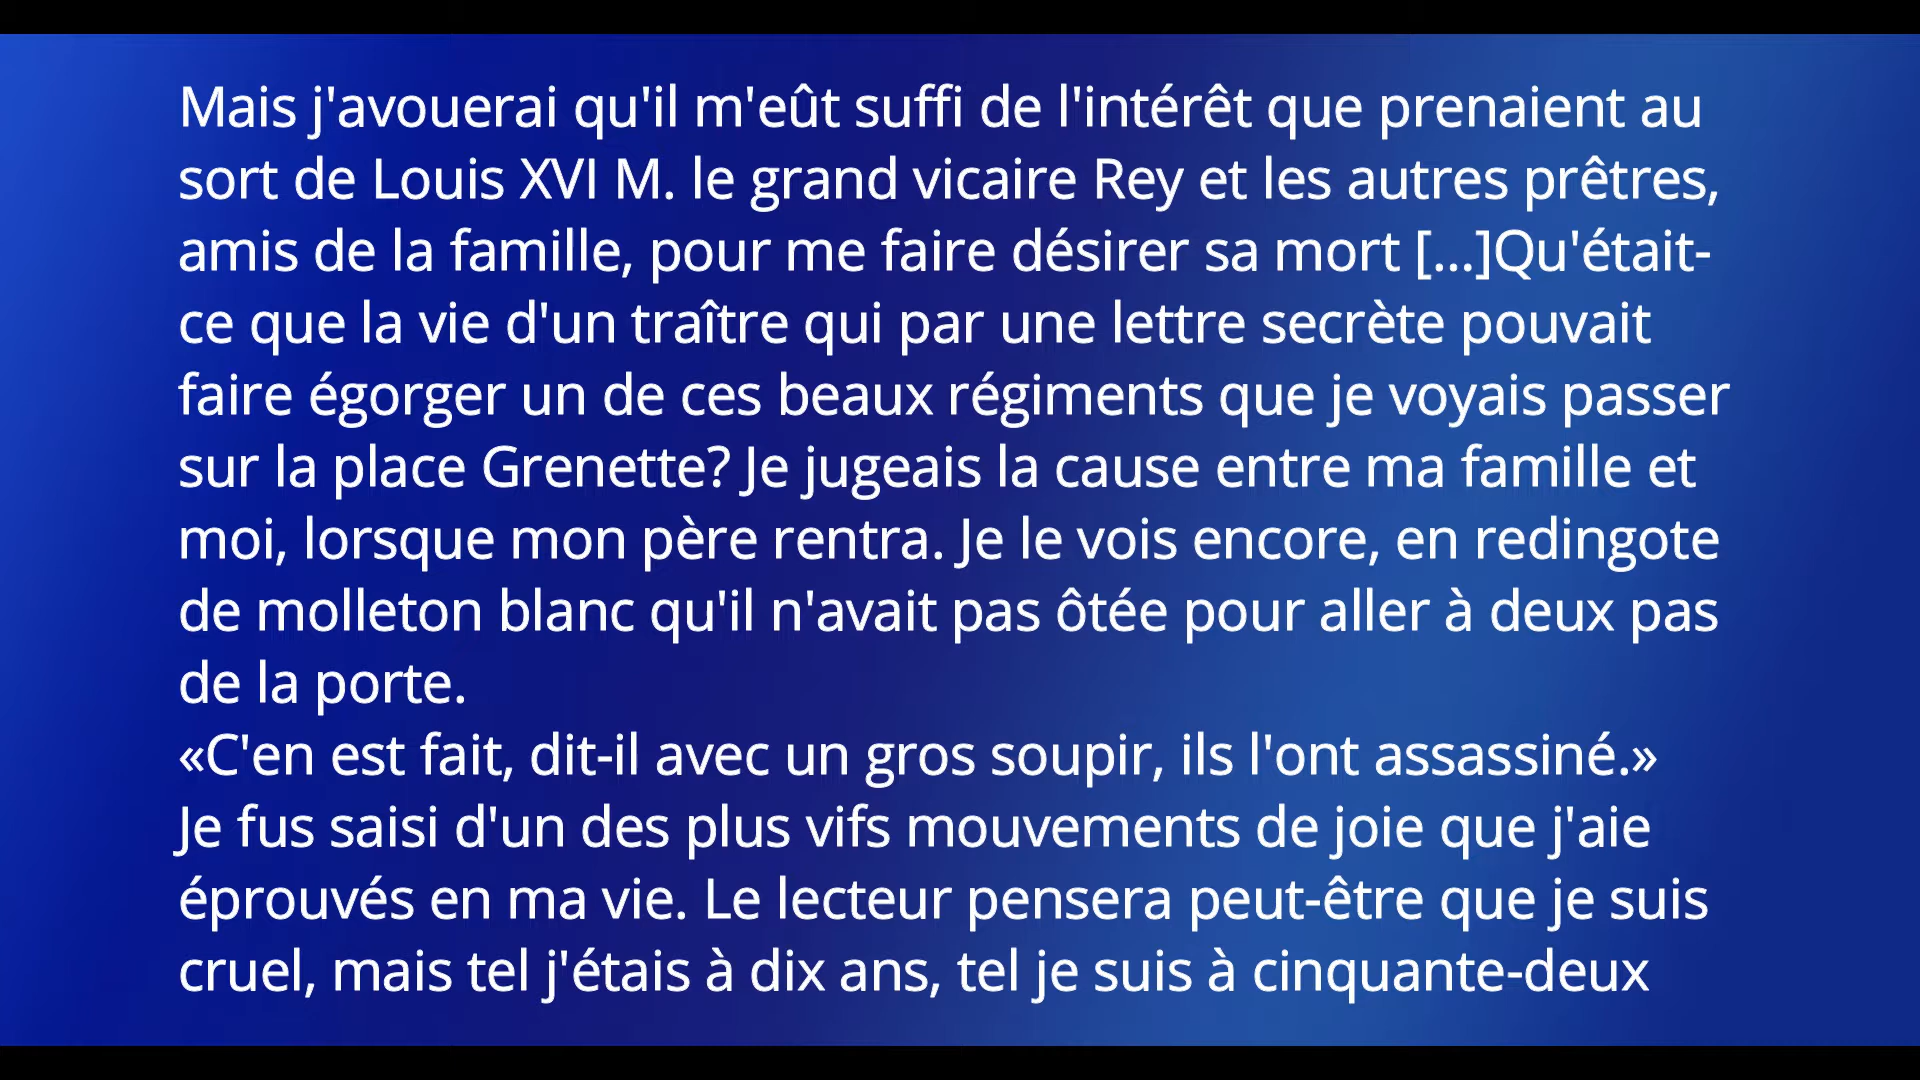 Mais j'avouerai qu'il m'eût suffi de l'intérêt que prenaient au
sort de Louis XVI M. le grand vicaire Rey et les autres prêtres,
amis de la famille, pour me faire désirer sa mort [...]Qu'était-
ce que la vie d'un traître qui par une lettre secrète pouvait
faire égorger un de ces beaux régiments que je voyais passer
sur la place Grenette? Je jugeais la cause entre ma famille et
moi, lorsque mon père rentra. Je le vois encore, en redingote
de molleton blanc qu'il n'avait pas ôtée pour aller à deux pas
de la porte.
«C'en est fait, dit-il avec un gros soupir, ils l'ont assassiné.»
Je fus saisi d'un des plus vifs mouvements de joie que j'aie
éprouvés en ma vie. Le lecteur pensera peut-être que je suis
cruel, mais tel j'étais à dix ans, tel je suis à cinquante-deux